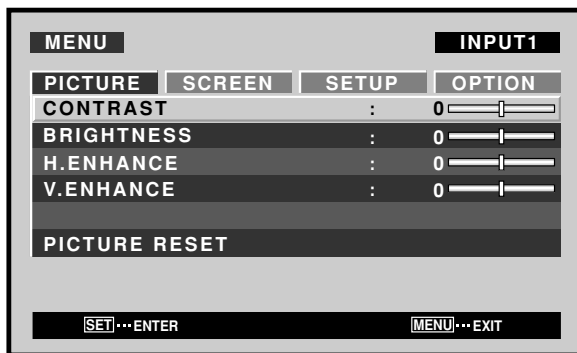 MENU INPUT1
PICTURE SCREEN SETUP OPTION
CONTRAST : 0
BRIGHTNESS : 0
H.ENHANCE : 0
V.ENHANCE : 0
PICTURE RESET
SET···ENTER MENU···EXIT